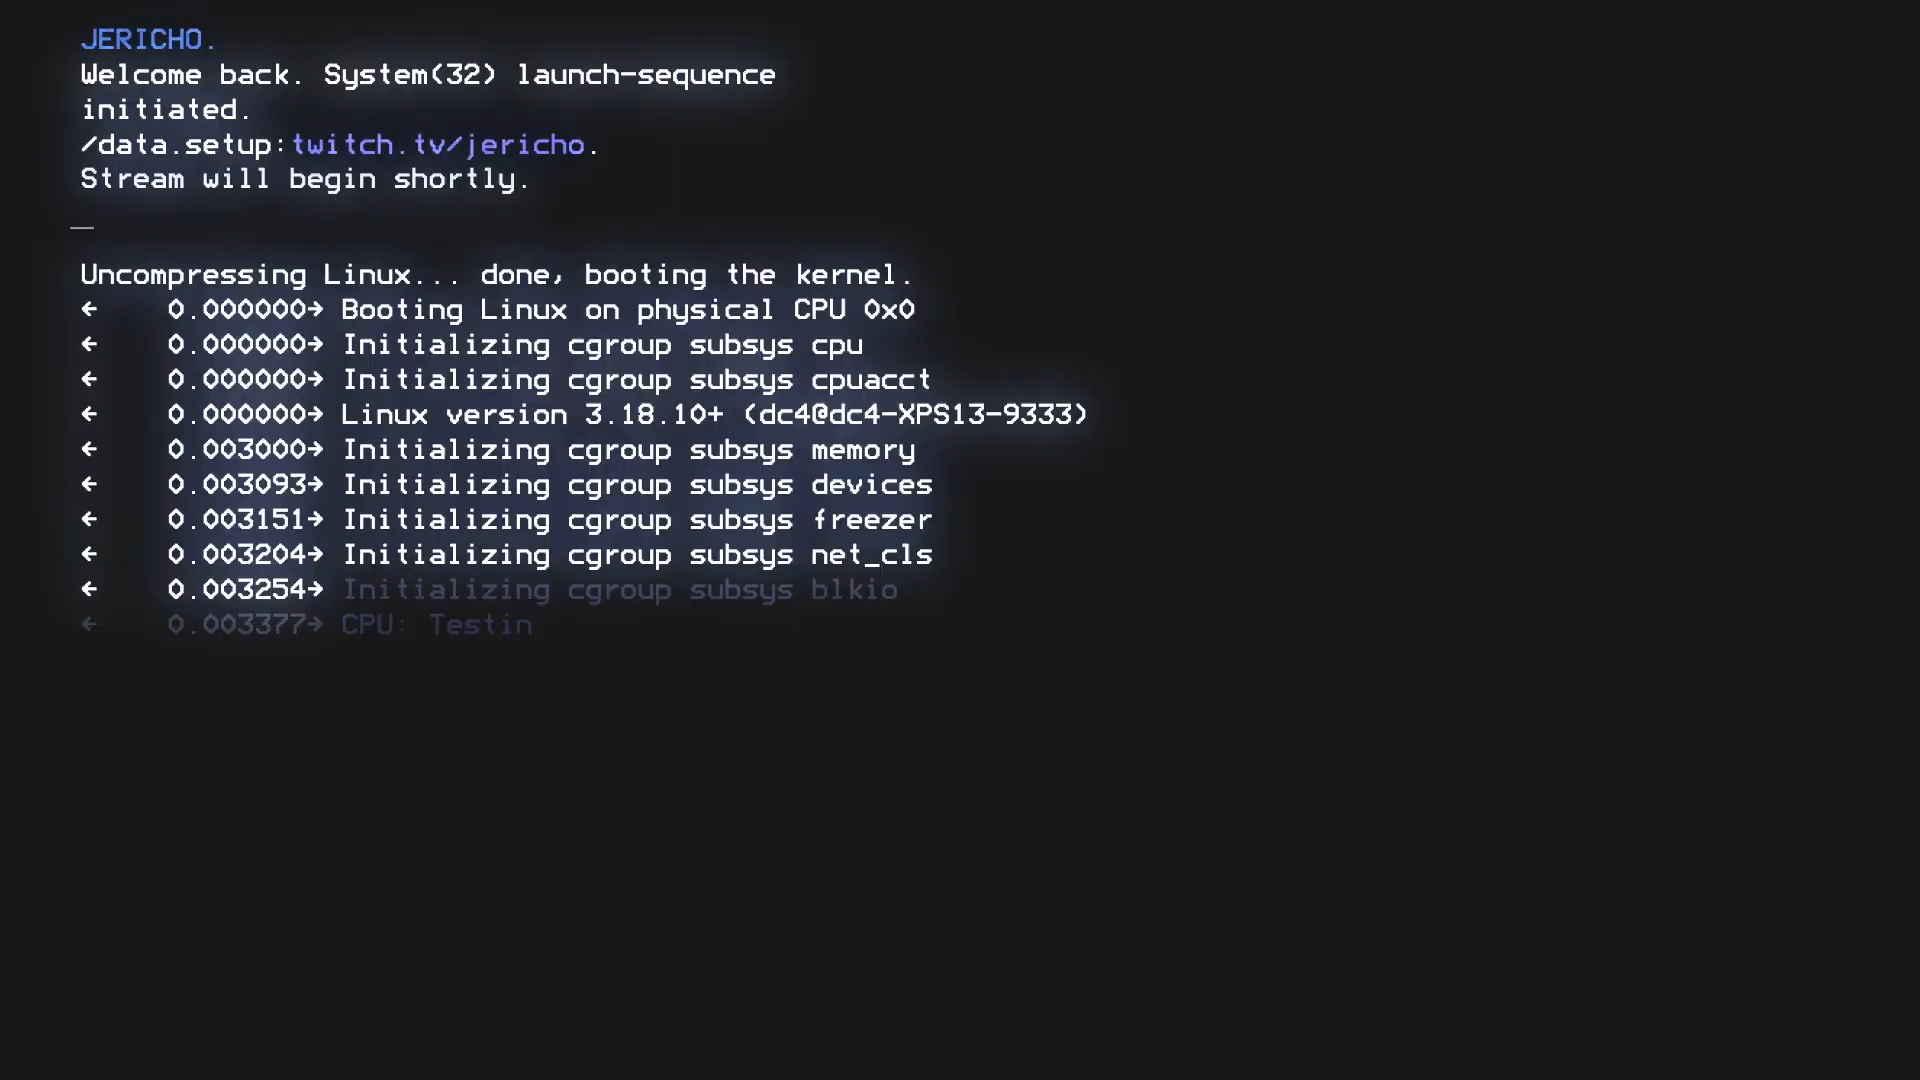 JERICHO.
Welcome back. System(32) launch-sequence
initiated.
/data.setup:twitch.tv/jericho.
Stream will begin shortly.
_
Uncompressing Linux... done, booting the kernel.
← 0.000000→ Booting Linux on physical CPU 0x0
← 0.000000→ Initializing cgroup subsys cpu
← 0.000000→ Initializing cgroup subsys cpuacct
← 0.000000→ Linux version 3.18.10+ (dc4@dc4-XPS13-9333)
← 0.003000→ Initializing cgroup subsys memory
← 0.003093→ Initializing cgroup subsys devices
← 0.003151→ Initializing cgroup subsys freezer
← 0.003204→ Initializing cgroup subsys net_cls
← 0.003254→ Initializing cgroup subsys blkio
← 0.003377→ CPU: Testin